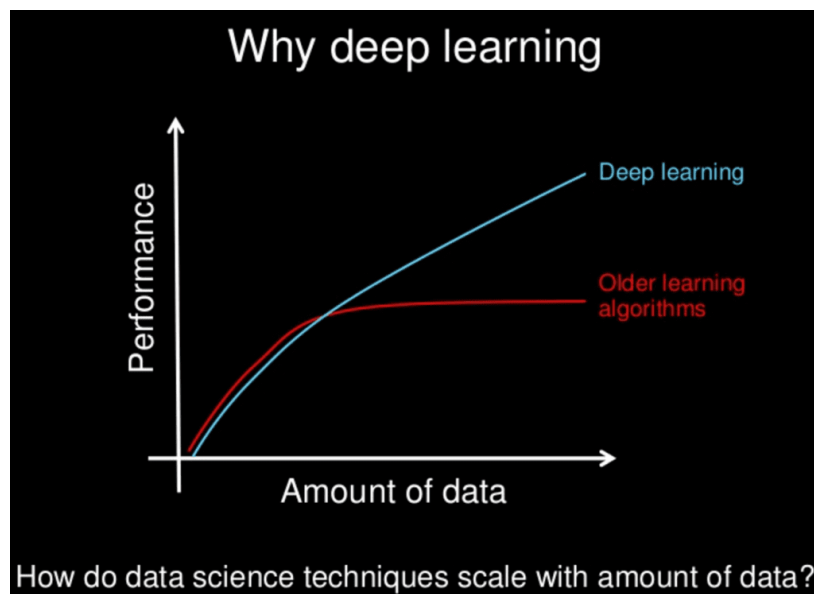 Why deep learning
Deep learning
Performance
Older learning
algorithms
Amount of data
How do data science techniques scale with amount of data?